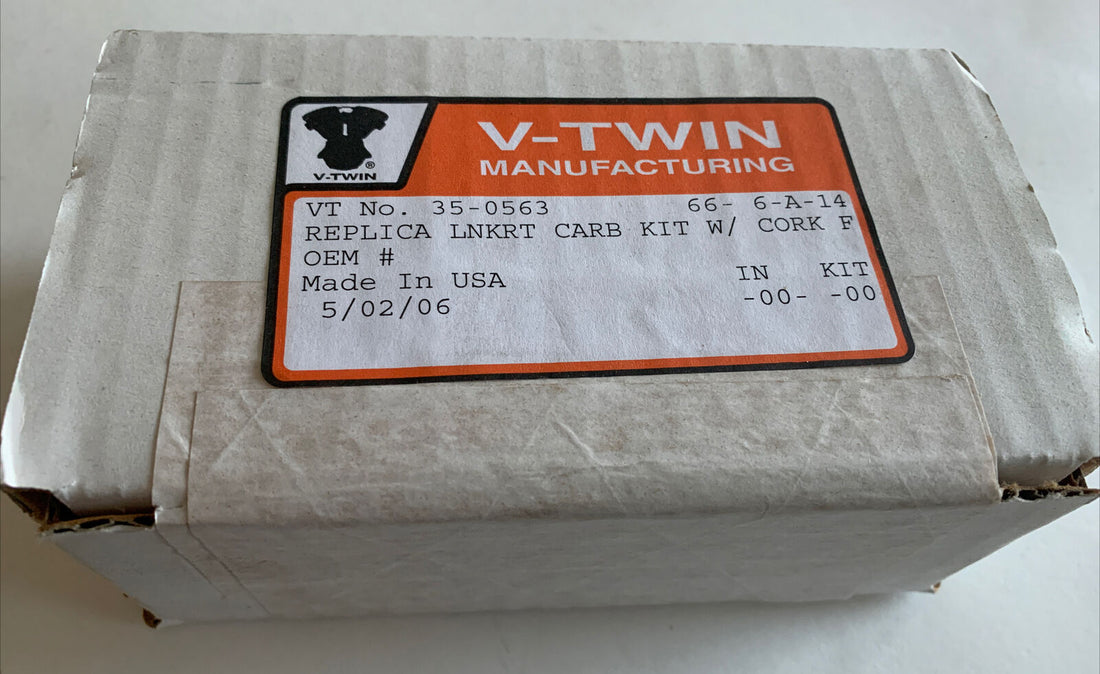 V-TWIN
MANUFACTURING
®
V-TWIN
VT No. 35-0563 66- 6-A-14
REPLICA LNKRT CARB KIT W/ CORK F
OEM #
Made In USA IN KIT
5/02/06 -00- -00